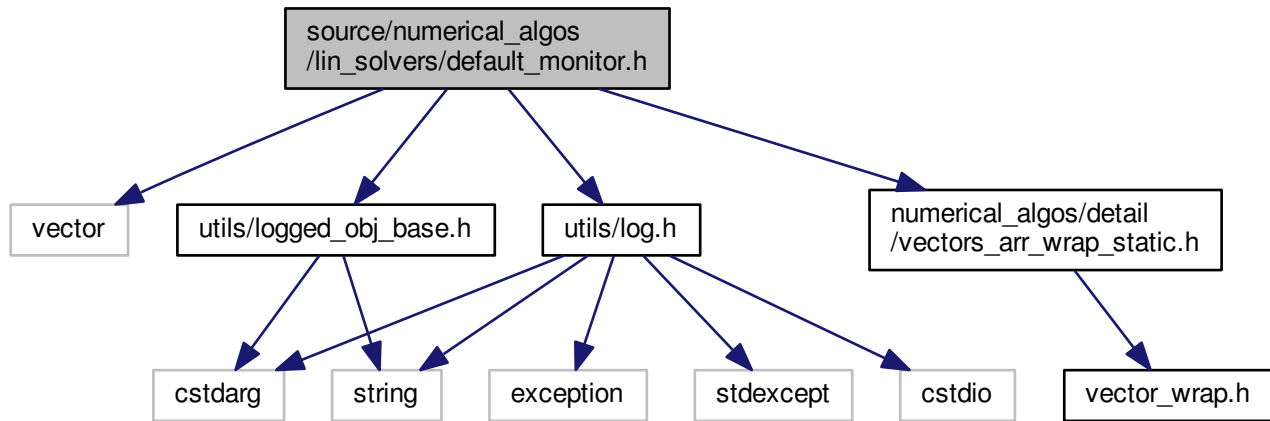 source/numerical_algos
/lin_solvers/default_monitor.h
vector
utils/logged_obj_base.h
utils/log.h
numerical_algos/detail
/vectors_arr_wrap_static.h
cstdarg
string
exception
stdexcept
cstdio
vector_wrap.h